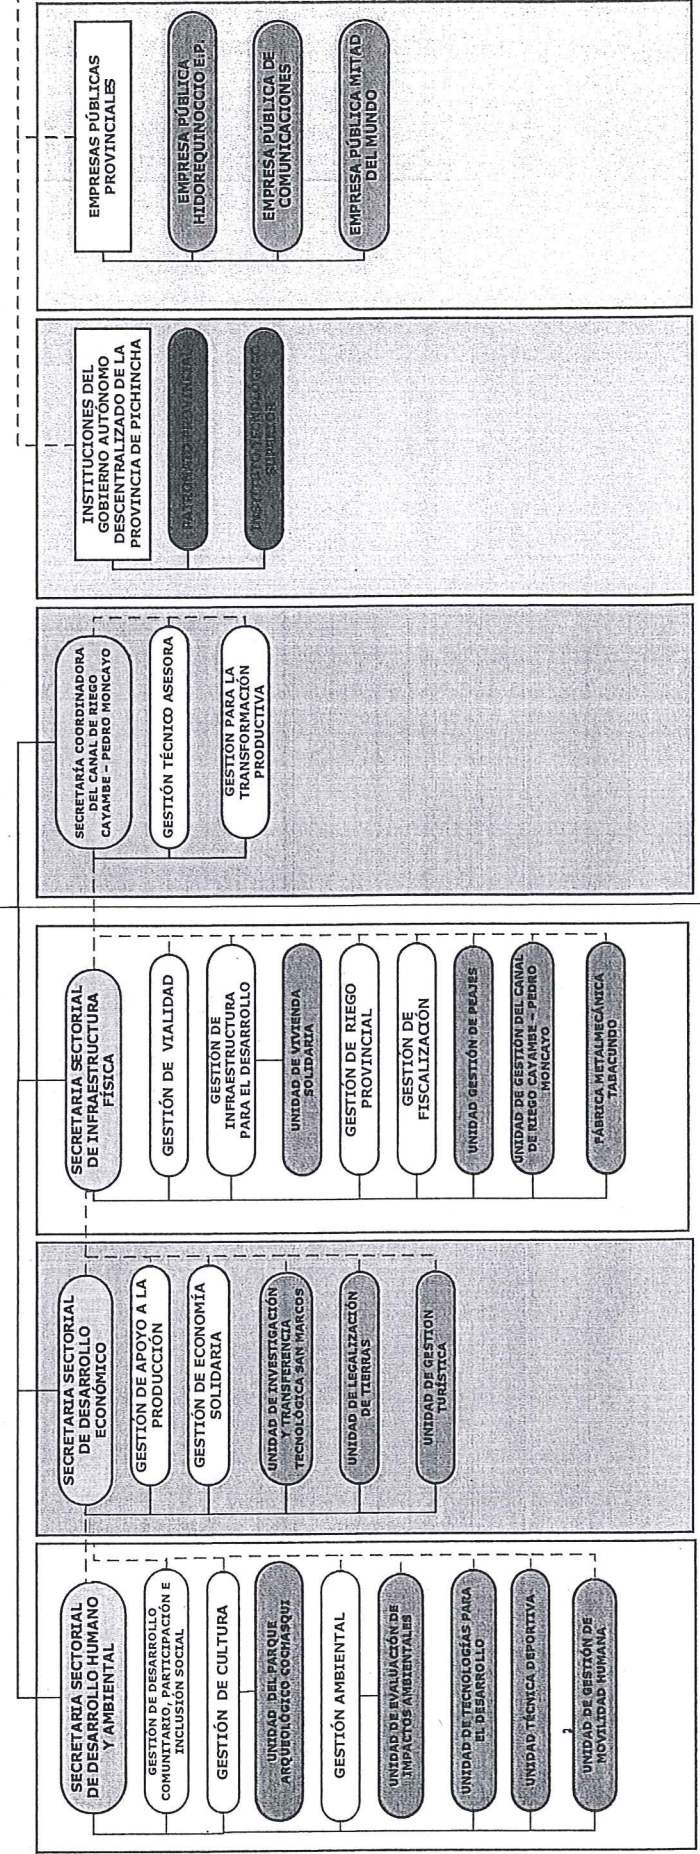 SECRETARIA SECTORIAL
DE DESARROLLO HUMANO
Y AMBIENTAL
GESTIÓN DE DESARROLLO
COMUNITARIO, PARTICIPACIÓN E
INCLUSIÓN SOCIAL
GESTIÓN DE CULTURA
UNIDAD DEL PARQUE
ARQUEOLÓGICO COCHASQUI
GESTIÓN AMBIENTAL
UNIDAD DE EVALUACIÓN DE
IMPACTOS AMBIENTALES
UNIDAD DE TECNOLOGÍAS PARA
EL DESARROLLO
UNIDAD TÉCNICA DEPORTIVA
UNIDAD DE GESTIÓN DE
MOVILIDAD HUMANA
SECRETARIA SECTORIAL
DE DESARROLLO
ECONÓMICO
GESTIÓN DE APOYO A LA
PRODUCCIÓN
GESTIÓN DE ECONOMÍA
SOLIDARIA
UNIDAD DE INVESTIGACIÓN
Y TRANSFERENCIA
TECNOLÓGICA SAN MARCOS
UNIDAD DE LEGALIZACIÓN
DE TIERRAS
UNIDAD DE GESTION
TURÍSTICA
SECRETARIA SECTORIAL
DE INFRAESTRUCTURA
FÍSICA
GESTIÓN DE VIALIDAD
GESTIÓN DE
INFRAESTRUCTURA
PARA EL DESARROLLO
UNIDAD DE VIVIENDA
SOLIDARIA
GESTIÓN DE RIEGO
PROVINCIAL
GESTIÓN DE
FISCALIZACIÓN
UNIDAD GESTIÓN DE PEAJES
UNIDAD DE GESTIÓN DEL CANAL
DE RIEGO CAYAMBE - PEDRO
MONCAYO
FÁBRICA METALMECÁNICA
TABACUNDO
SECRETARÍA COORDINADORA
DEL CANAL DE RIEGO
CAYAMBE – PEDRO MONCAYO
GESTIÓN TÉCNICO ASESORA
GESTIÓN PARA LA
TRANSFORMACIÓN
PRODUCTIVA
INSTITUCIONES DEL
GOBIERNO AUTÓNOMO
DESCENTRALIZADO DE LA
PROVINCIA DE PICHINCHA
PATRONATO PROVINCIAL
INSTITUTO TECNOLÓGICO
SUPERIOR
EMPRESAS PÚBLICAS
PROVINCIALES
EMPRESA PÚBLICA
HIDOREQUINOCCIO E.P.
EMPRESA PÚBLICA DE
COMUNICACIONES
EMPRESA PÚBLICA MITAD
DEL MUNDO